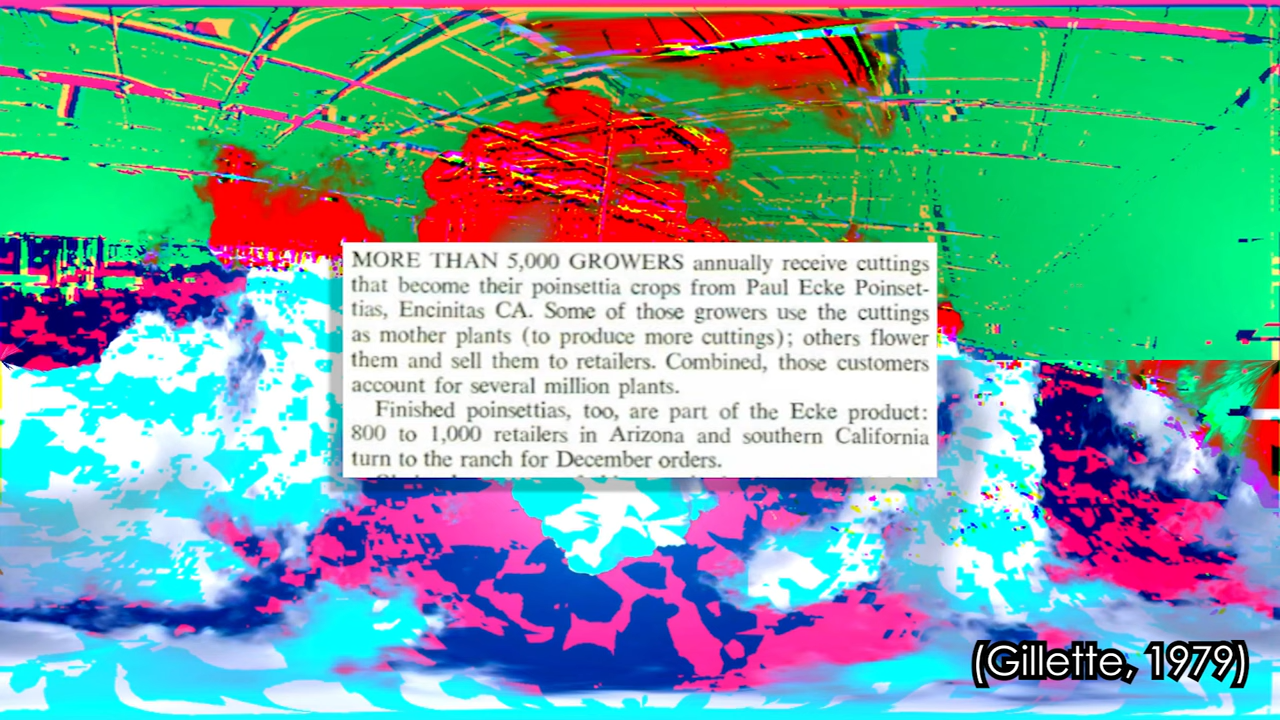 MORE THAN 5,000 GROWERS annually receive cuttings
that become their poinsettia crops from Paul Ecke Poinset-
tias, Encinitas CA. Some of those growers use the cuttings
as mother plants (to produce more cuttings); others flower
them and sell them to retailers. Combined, those customers
account for several million plants.
Finished poinsettias, too, are part of the Ecke product:
800 to 1,000 retailers in Arizona and southern California
turn to the ranch for December orders.
(Gillette, 1979)